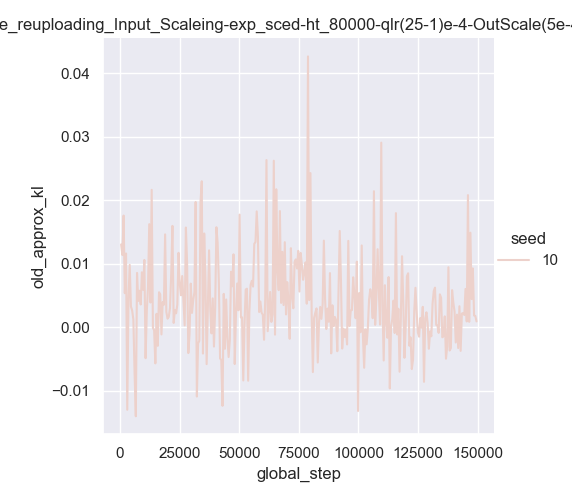 e_reuploading_Input_Scaleing-exp_sced-ht_80000-qlr(25-1)e-4-OutScale(5e-4
old_approx_kl
0.04
0.03
0.02
0.01
0.00
−0.01
0 25000 50000 75000 100000 125000 150000
global_step
seed
10